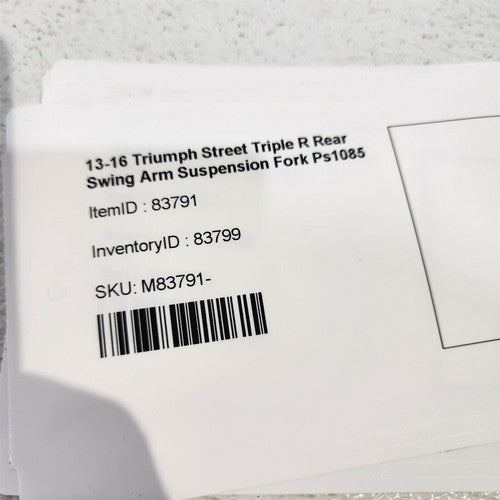 13-16 Triumph Street Triple R Rear
Swing Arm Suspension Fork Ps1085
ItemID : 83791
InventoryID : 83799
SKU: M83791-